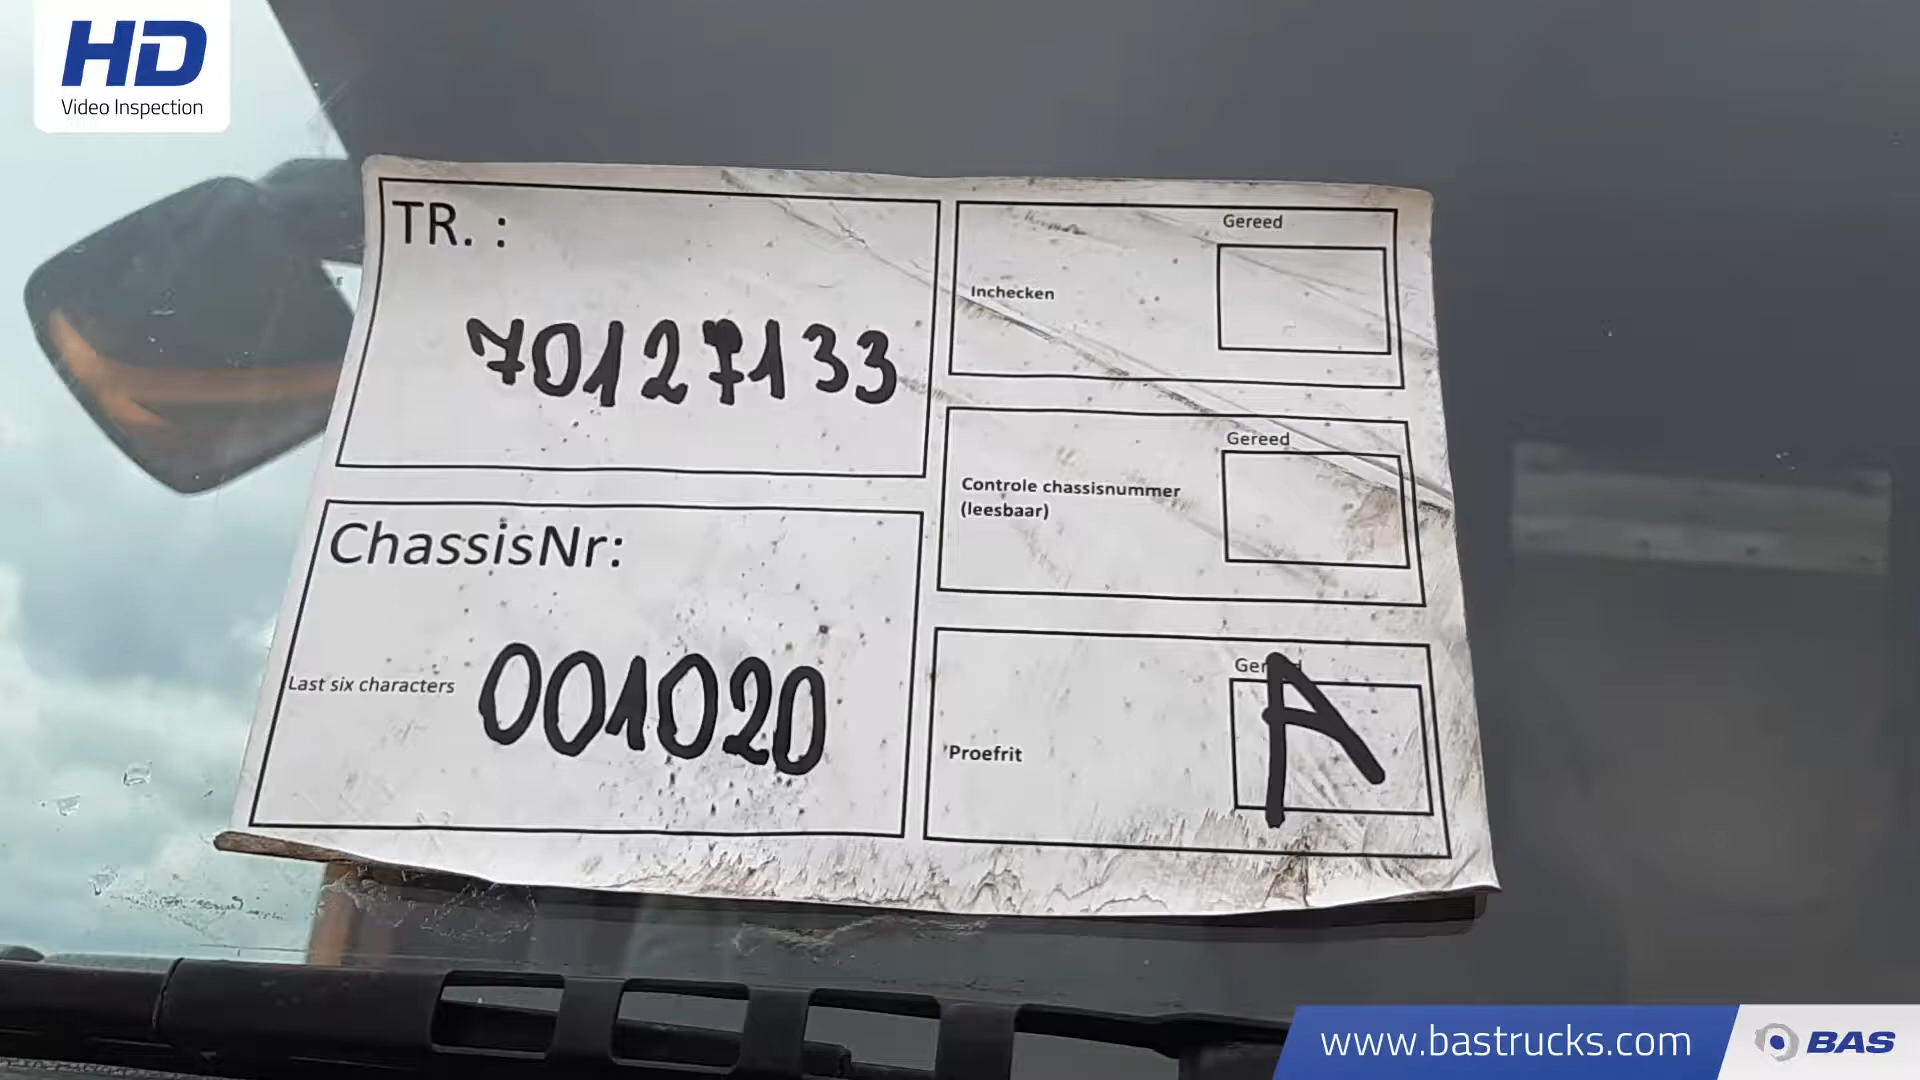 HD
Video Inspection
TR. :
70127133
ChassisNr:
Last six characters 001020
Gereed
Inchecken
Gereed
Controle chassisnummer
(leesbaar)
A
Proefrit
www.bastrucks.com
BAS